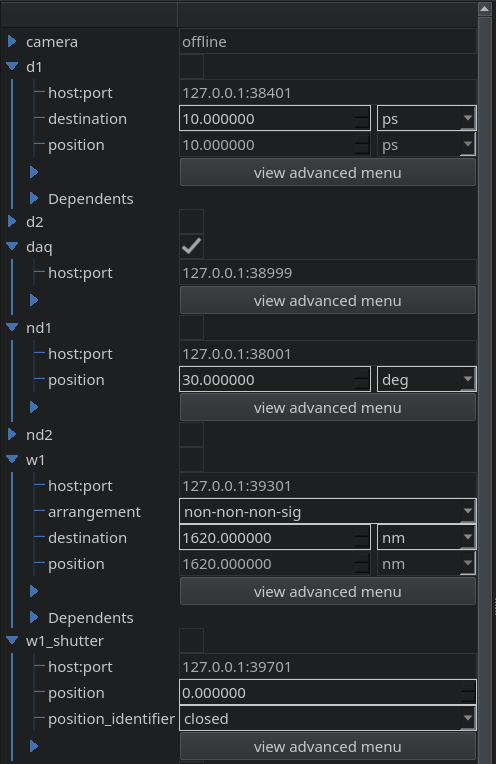 camera offline
d1
host:port 127.0.0.1:38401
destination 10.000000 ps
position 10.000000 ps
view advanced menu
Dependents
d2
daq
host:port 127.0.0.1:38999
view advanced menu
nd1
host:port 127.0.0.1:38001
position 30.000000 deg
view advanced menu
nd2
w1
host:port 127.0.0.1:39301
arrangement non-non-non-sig
destination 1620.000000 nm
position 1620.000000 nm
view advanced menu
Dependents
w1_shutter
host:port 127.0.0.1:39701
position 0.000000
position_identifier closed
view advanced menu